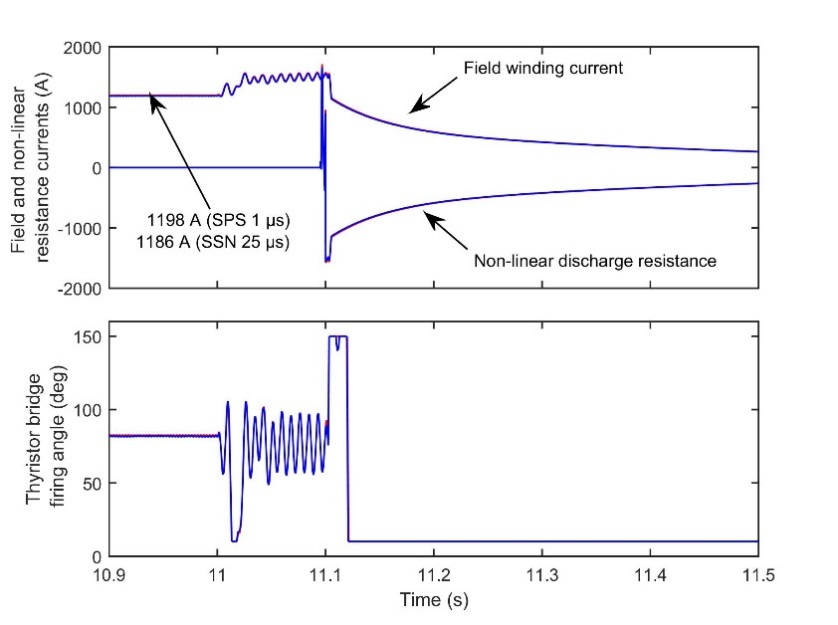 Field and non-linear
resistance currents (A)
2000
1000
0
-1000
-2000
Field winding current
1198 A (SPS 1 µs)
1186 A (SSN 25 µs)
Non-linear discharge resistance
Thyristor bridge
firing angle (deg)
150
100
50
0
10.9 11 11.1 11.2 11.3 11.4 11.5
Time (s)